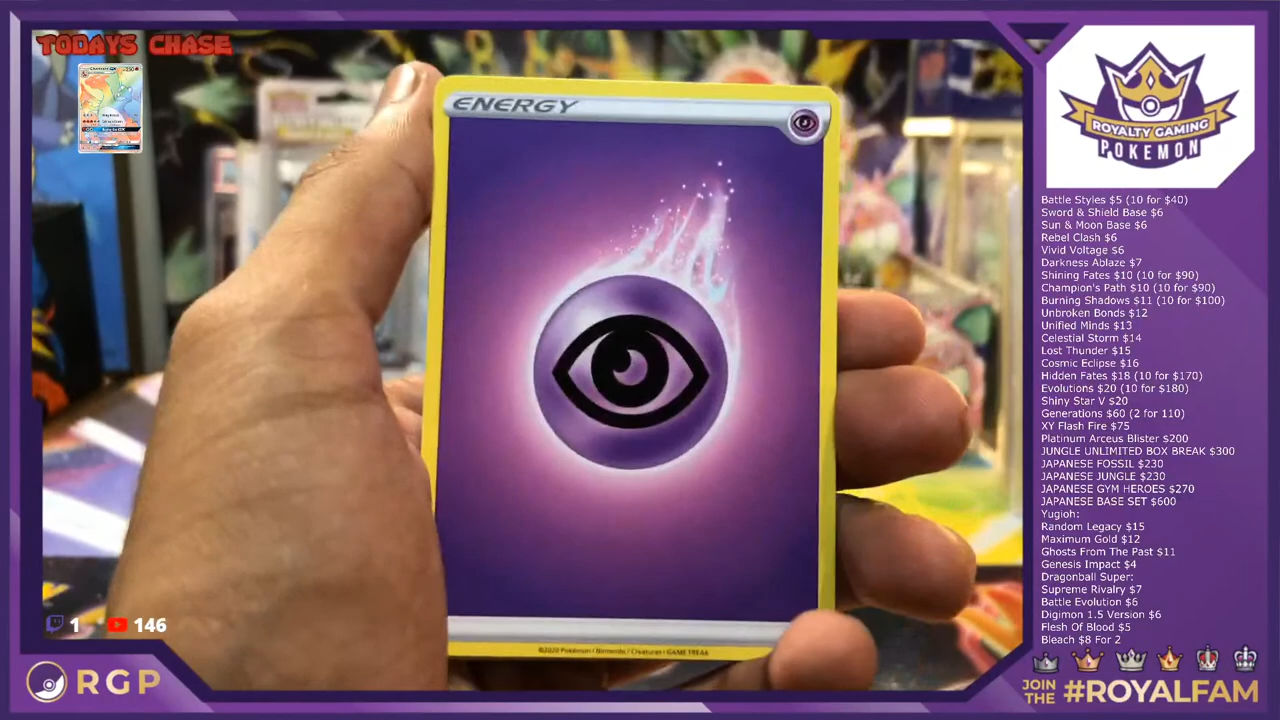 TODAYS CHASE
ENERGY
©2020 Pokémon / Nintendo / Creatures / GAME FREAK
1
146
RGP
ROYALTY GAMING
POKEMON
Battle Styles $5 (10 for $40)
Sword & Shield Base $6
Sun & Moon Base $6
Rebel Clash $6
Vivid Voltage $6
Darkness Ablaze $7
Shining Fates $10 (10 for $90)
Champion's Path $10 (10 for $90)
Burning Shadows $11 (10 for $100)
Unbroken Bonds $12
Unified Minds $13
Celestial Storm $14
Lost Thunder $15
Cosmic Eclipse $16
Hidden Fates $18 (10 for $170)
Evolutions $20 (10 for $180)
Shiny Star V $20
Generations $60 (2 for 110)
XY Flash Fire $75
Platinum Arceus Blister $200
JUNGLE UNLIMITED BOX BREAK $300
JAPANESE FOSSIL $230
JAPANESE JUNGLE $230
JAPANESE GYM HEROES $270
JAPANESE BASE SET $600
Yugioh:
Random Legacy $15
Maximum Gold $12
Ghosts From The Past $11
Genesis Impact $4
Dragonball Super:
Supreme Rivalry $7
Battle Evolution $6
Digimon 1.5 Version $6
Flesh Of Blood $5
Bleach $8 For 2
JOIN THE #ROYALFAM